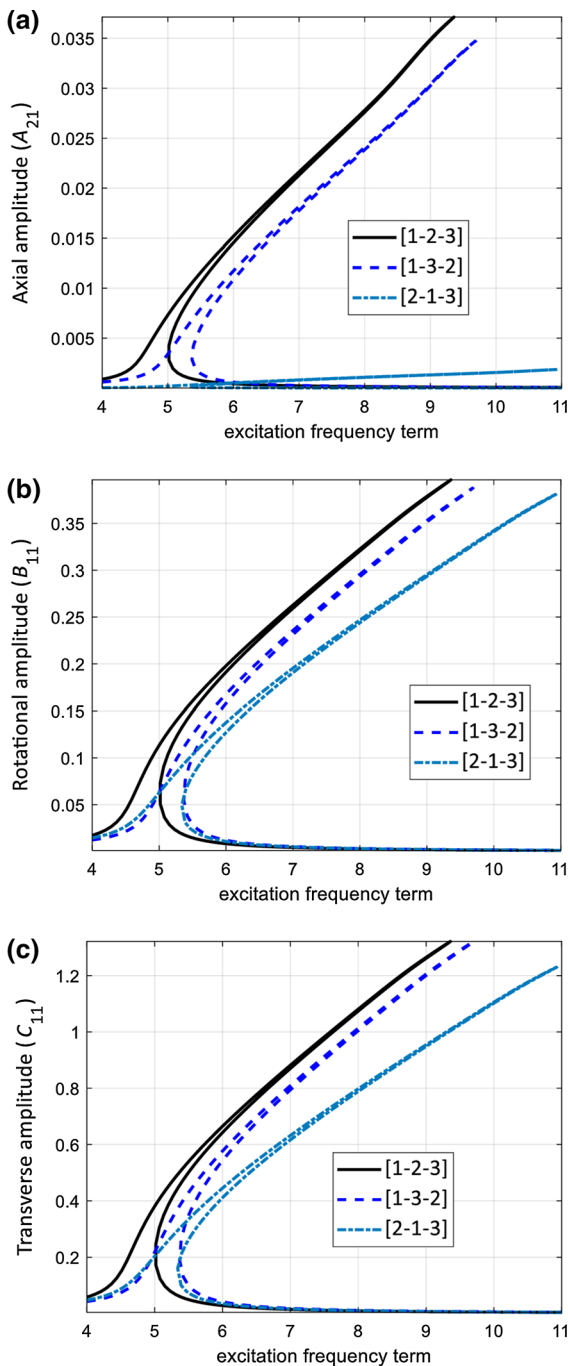 (a)
Axial amplitude (A21)
0.035
0.03
0.025
0.02
0.015
0.01
0.005
[1-2-3]
[1-3-2]
[2-1-3]
4 5 6 7 8 9 10 11
excitation frequency term
(b)
Rotational amplitude (B11)
0.35
0.3
0.25
0.2
0.15
0.1
0.05
[1-2-3]
[1-3-2]
[2-1-3]
4 5 6 7 8 9 10 11
excitation frequency term
(c)
Transverse amplitude (C11)
1.2
1
0.8
0.6
0.4
0.2
[1-2-3]
[1-3-2]
[2-1-3]
4 5 6 7 8 9 10 11
excitation frequency term